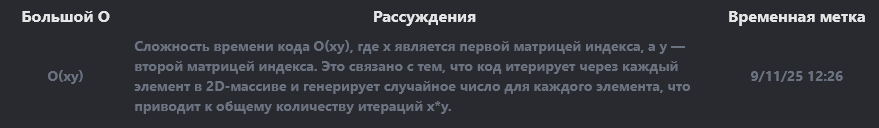 Большой О Рассуждения Временная метка
Сложность времени кода O(xy), где x является первой матрицей индекса, а y —
второй матрицей индекса. Это связано с тем, что код итерирует через каждый
O(xy) элемент в 2D-массиве и генерирует случайное число для каждого элемента, что 9/11/25 12:26
приводит к общему количеству итераций x*y.